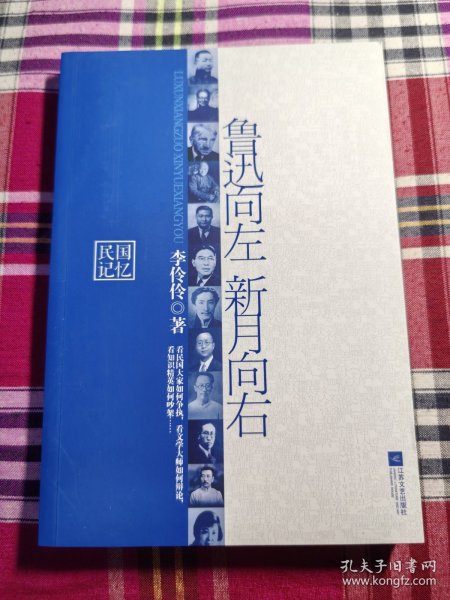 鲁迅向左 新月向右
LUXUNXIANGZUO XINYUEXIANGYOU
国忆
民记
李伶伶◎著
看民国大家如何争执，看文学大师如何辩论，
看知识精英如何吵架……
江苏文艺出版社
孔夫子旧书网
www.kongfz.com